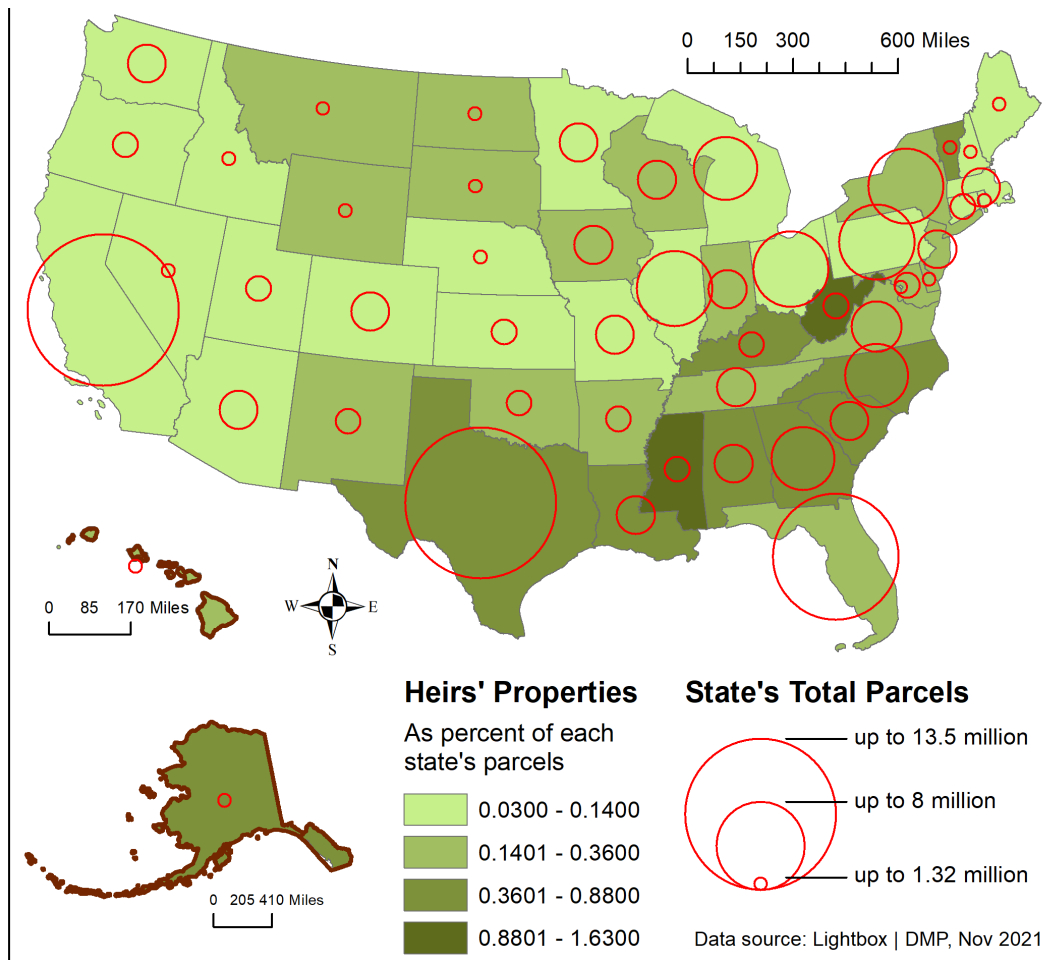 0 150 300 600 Miles
N
W E
S
0 85 170 Miles
0 205 410 Miles
Heirs' Properties
As percent of each
state's parcels
0.0300 - 0.1400
0.1401 - 0.3600
0.3601 - 0.8800
0.8801 - 1.6300
State's Total Parcels
up to 13.5 million
up to 8 million
up to 1.32 million
Data source: Lightbox | DMP, Nov 2021